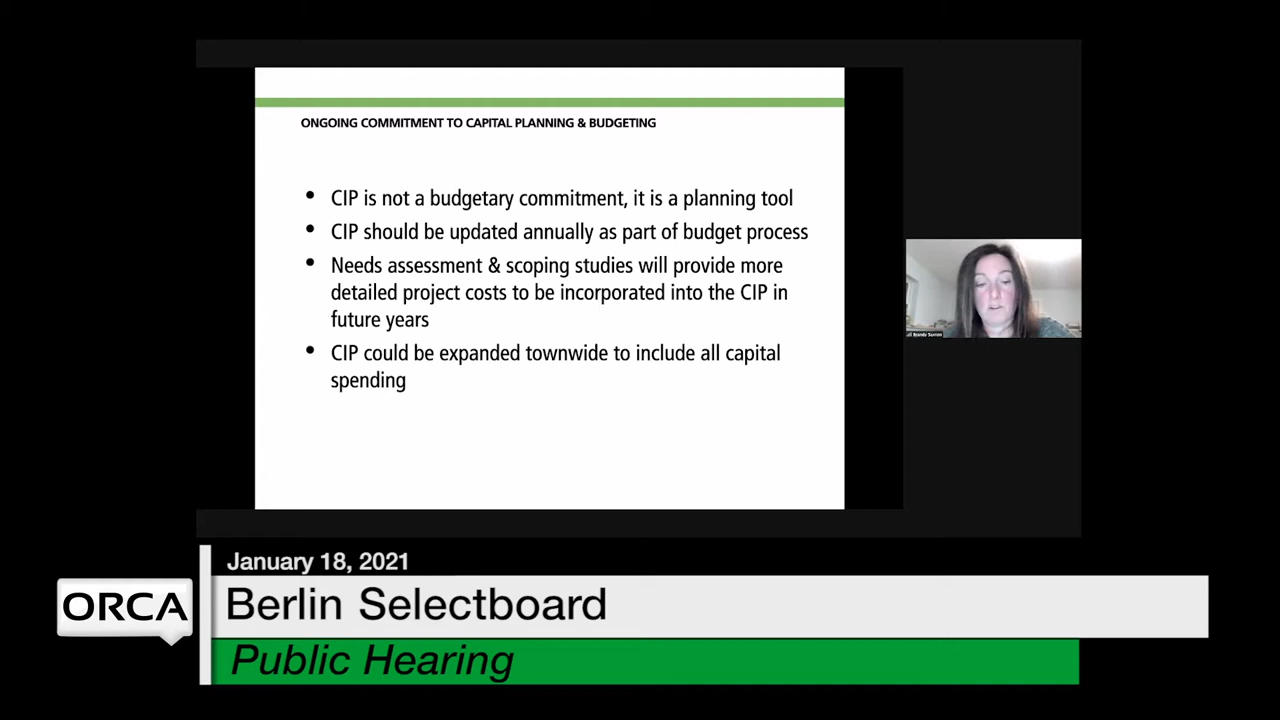 ONGOING COMMITMENT TO CAPITAL PLANNING & BUDGETING
• CIP is not a budgetary commitment, it is a planning tool
• CIP should be updated annually as part of budget process
• Needs assessment & scoping studies will provide more
detailed project costs to be incorporated into the CIP in
future years
• CIP could be expanded townwide to include all capital
spending
January 18, 2021
ORCA
Berlin Selectboard
Public Hearing